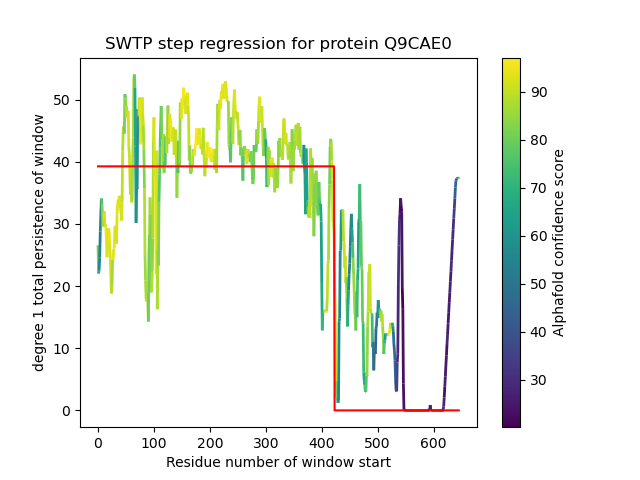 SWTP step regression for protein Q9CAE0
degree 1 total persistence of window
50
40
30
20
10
0
0 100 200 300 400 500 600
Residue number of window start
90
80
70
60
50
40
30
Alphafold confidence score